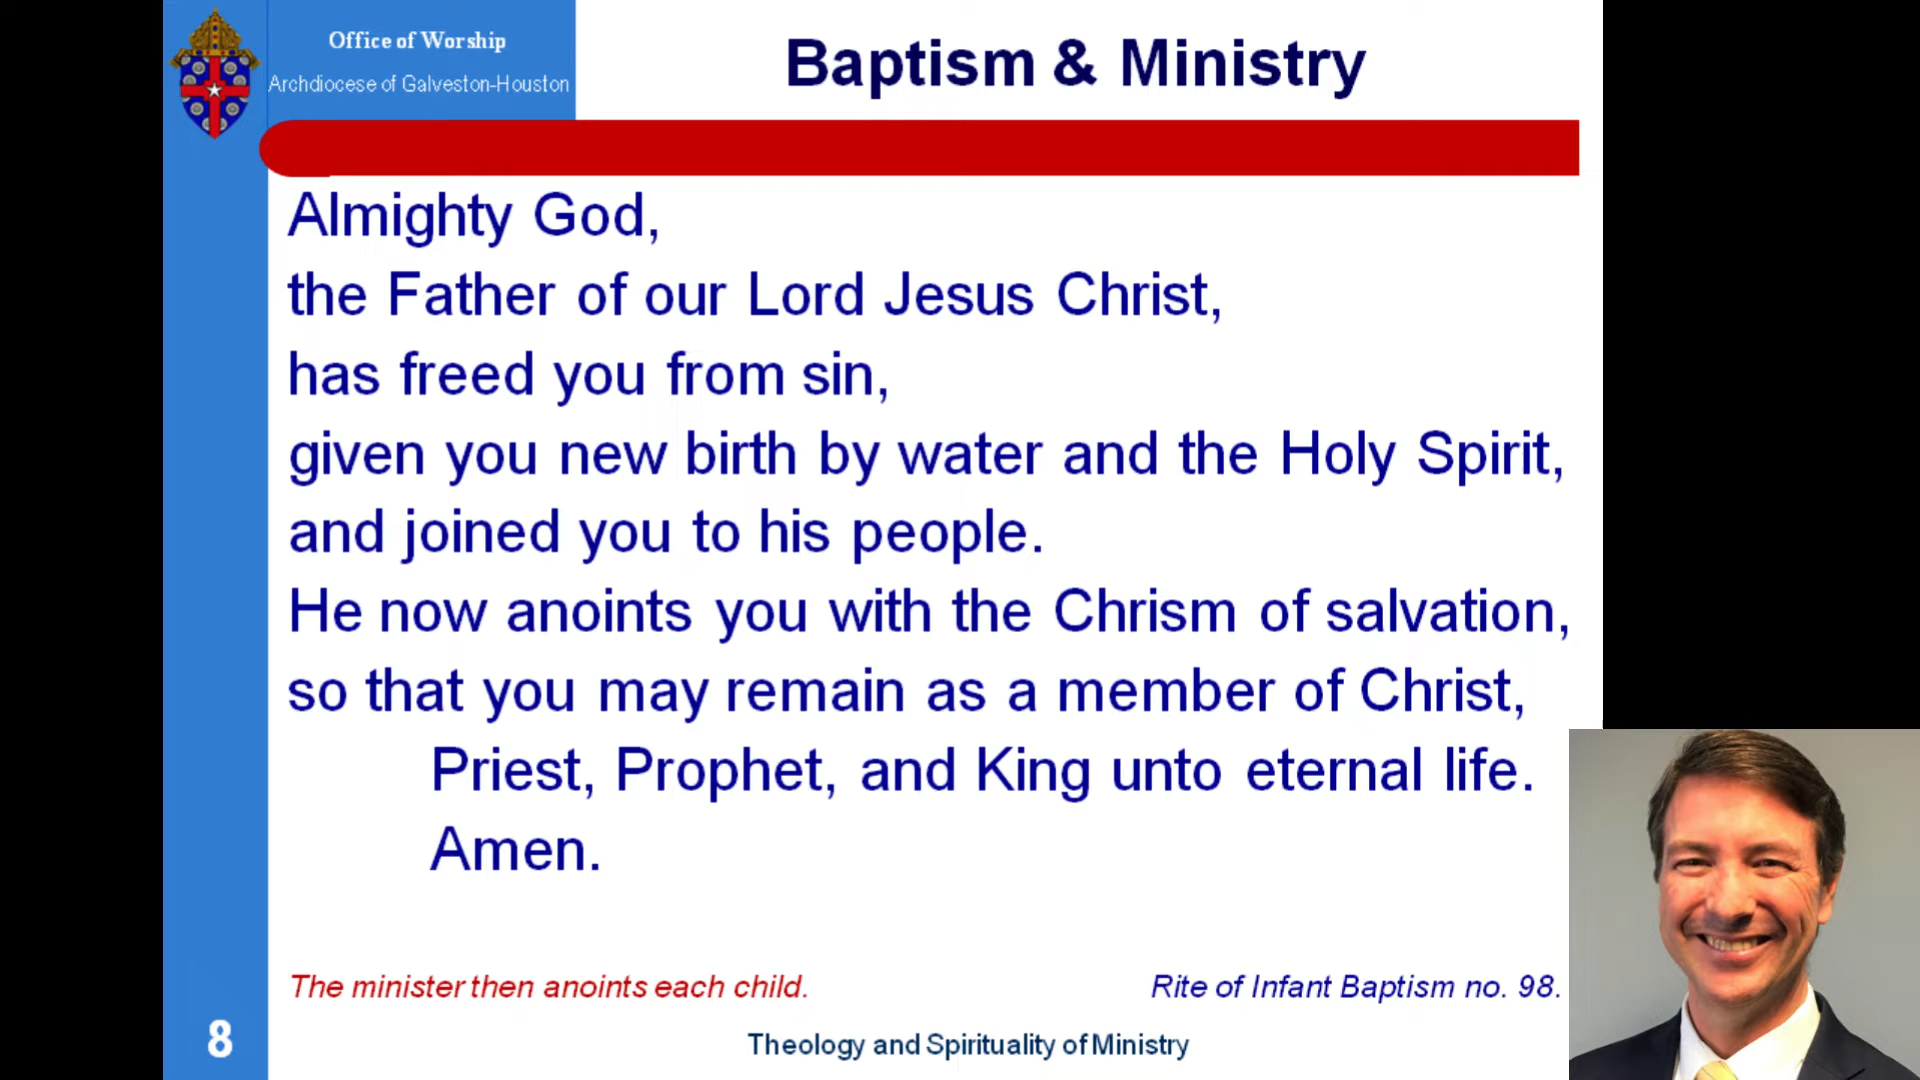 Office of Worship
Archdiocese of Galveston-Houston
Baptism & Ministry
Almighty God,
the Father of our Lord Jesus Christ,
has freed you from sin,
given you new birth by water and the Holy Spirit,
and joined you to his people.
He now anoints you with the Chrism of salvation,
so that you may remain as a member of Christ,
Priest, Prophet, and King unto eternal life.
Amen.
The minister then anoints each child.
Rite of Infant Baptism no. 98.
8
Theology and Spirituality of Ministry